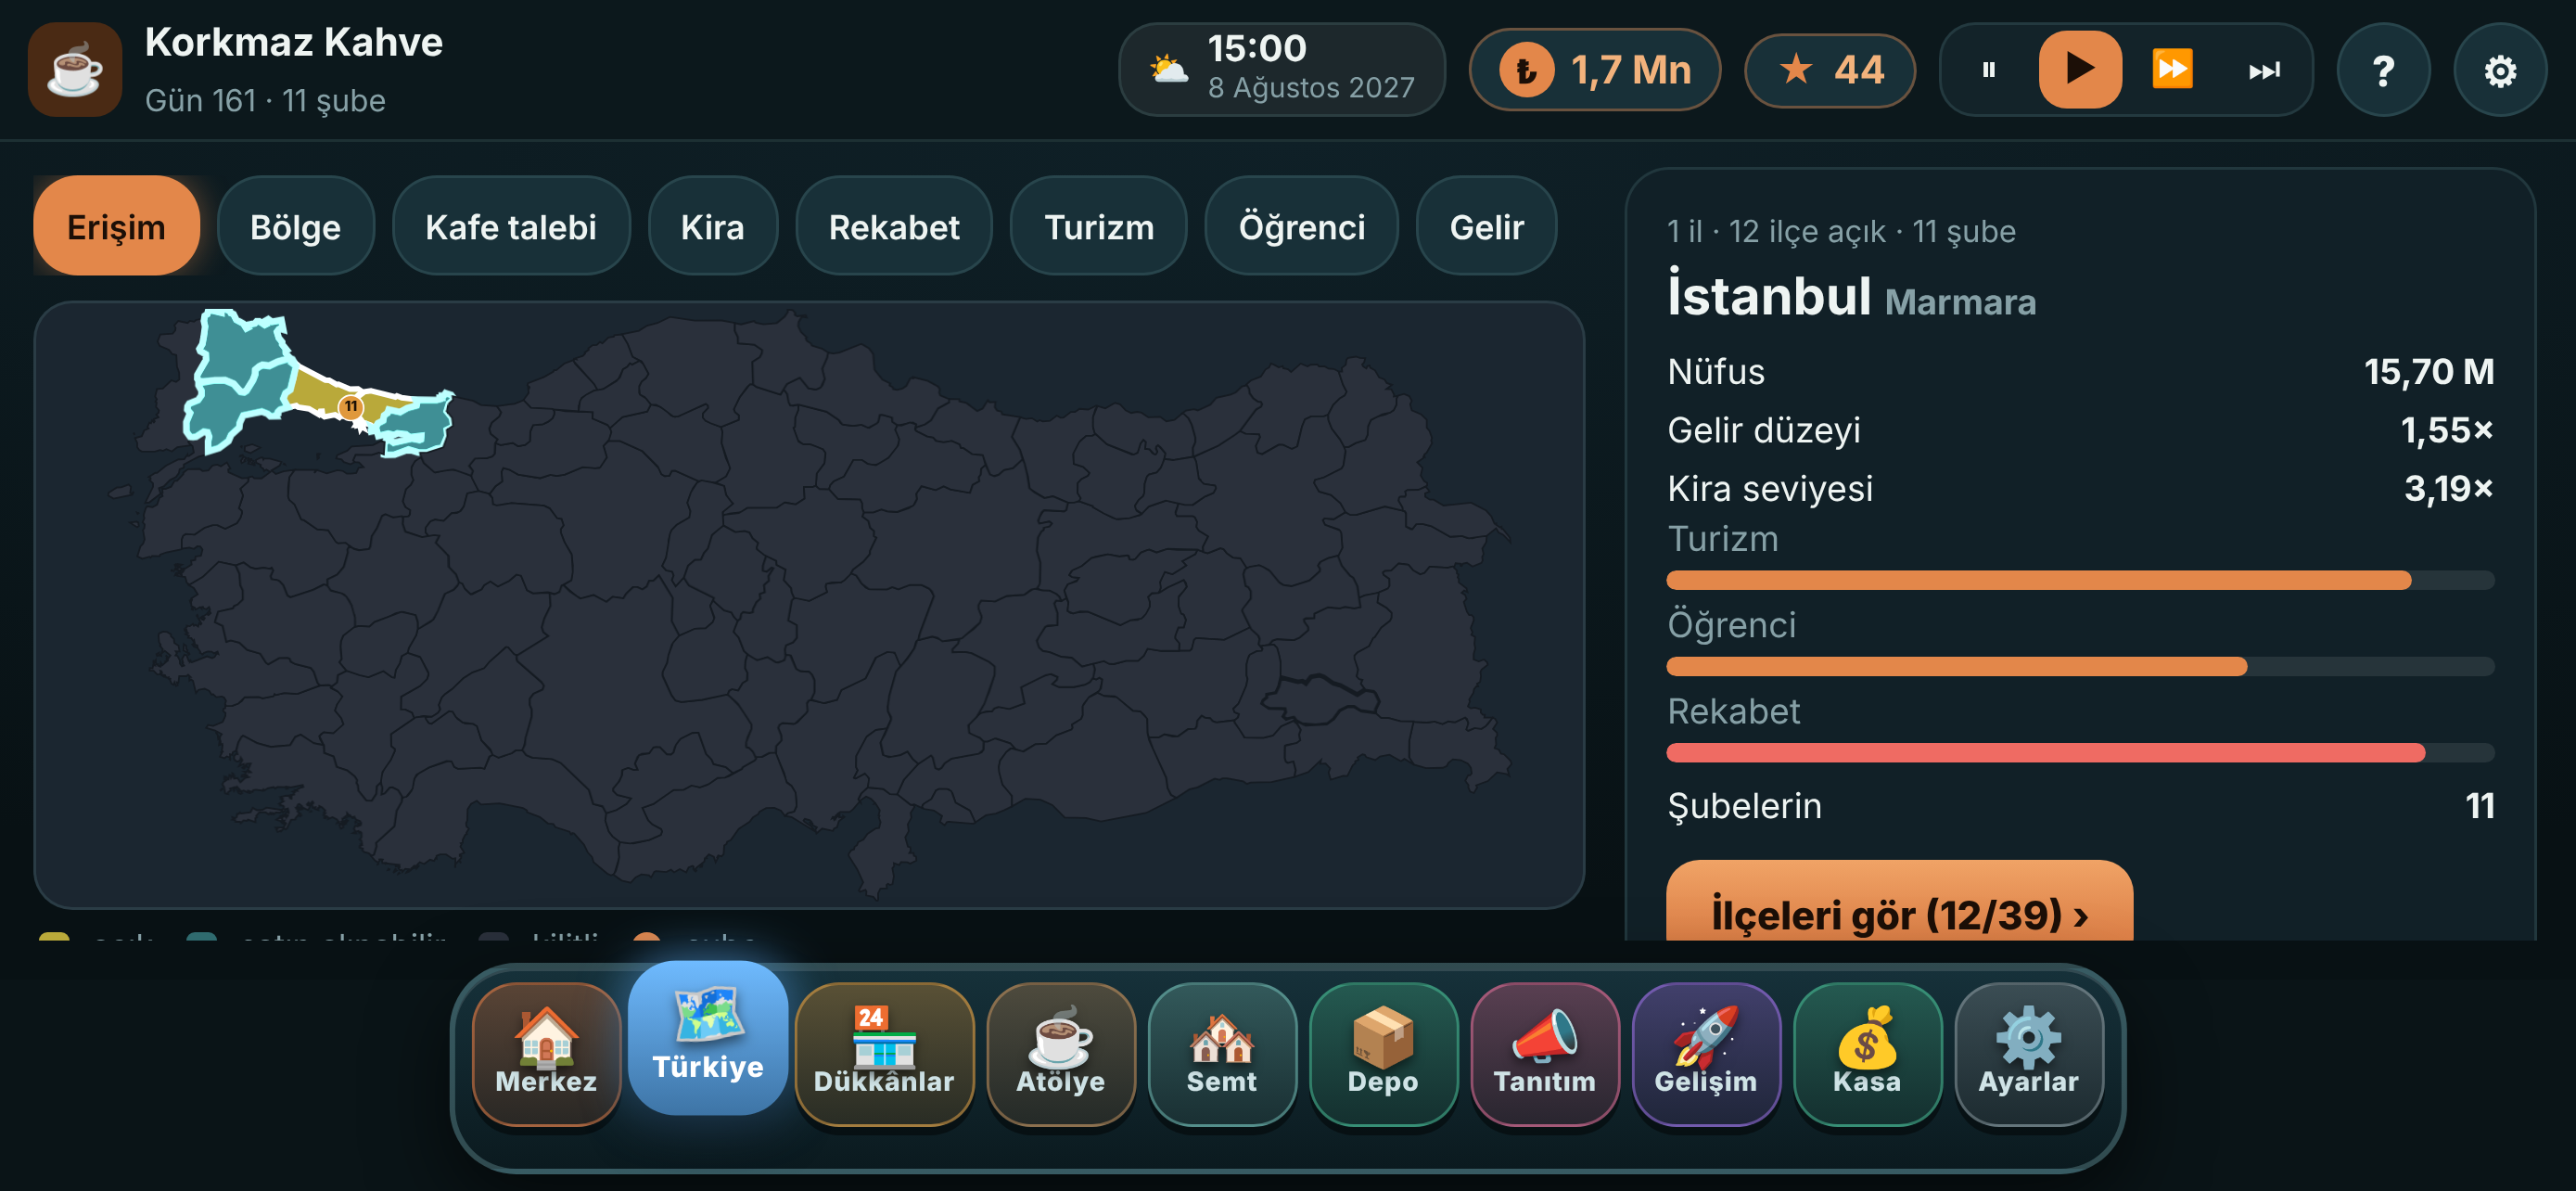 Korkmaz Kahve
Gün 161 · 11 şube
15:00
8 Ağustos 2027
₺ 1,7 Mn
★ 44
?
Erişim
Bölge
Kafe talebi
Kira
Rekabet
Turizm
Öğrenci
Gelir
11
1 il · 12 ilçe açık · 11 şube
İstanbul Marmara
Nüfus 15,70 M
Gelir düzeyi 1,55×
Kira seviyesi 3,19×
Turizm
Öğrenci
Rekabet
Şubelerin 11
İlçeleri gör (12/39) ›
Merkez
Türkiye
24
Dükkânlar
Atölye
Semt
Depo
Tanıtım
Gelişim
$
Kasa
Ayarlar